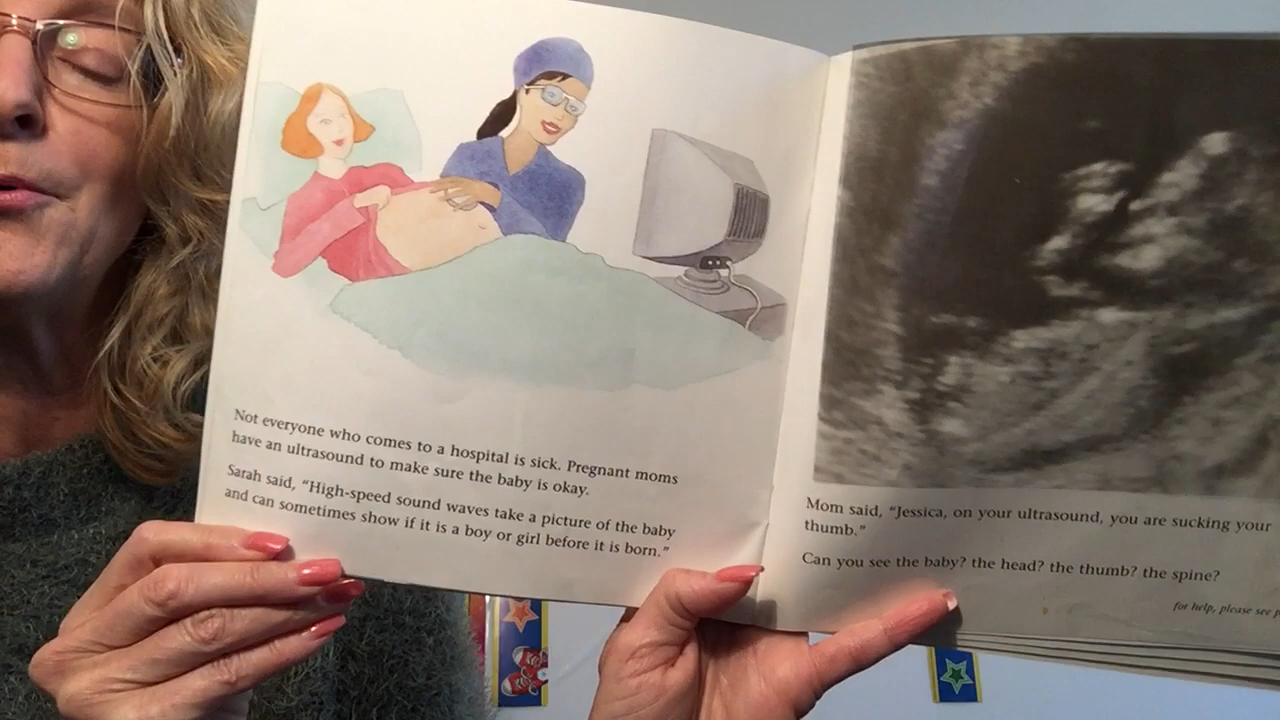 Not everyone who comes to a hospital is sick. Pregnant moms
have an ultrasound to make sure the baby is okay.
Sarah said, "High-speed sound waves take a picture of the baby
and can sometimes show if it is a boy or girl before it is born."
Mom said, "Jessica, on your ultrasound, you are sucking your
thumb."
Can you see the baby? the head? the thumb? the spine?
for help, please see